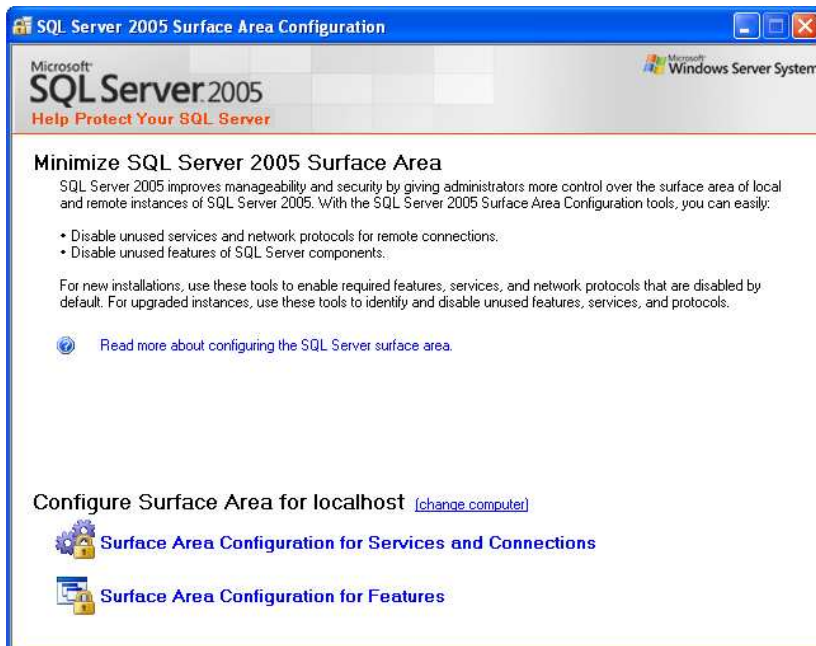 SQL Server 2005 Surface Area Configuration
Microsoft
SQL Server 2005
Help Protect Your SQL Server
Microsoft
Windows Server System
Minimize SQL Server 2005 Surface Area
SQL Server 2005 improves manageability and security by giving administrators more control over the surface area of local
and remote instances of SQL Server 2005. With the SQL Server 2005 Surface Area Configuration tools, you can easily:
• Disable unused services and network protocols for remote connections.
• Disable unused features of SQL Server components.
For new installations, use these tools to enable required features, services, and network protocols that are disabled by
default. For upgraded instances, use these tools to identify and disable unused features, services, and protocols.
Read more about configuring the SQL Server surface area.
Configure Surface Area for localhost (change computer)
Surface Area Configuration for Services and Connections
Surface Area Configuration for Features